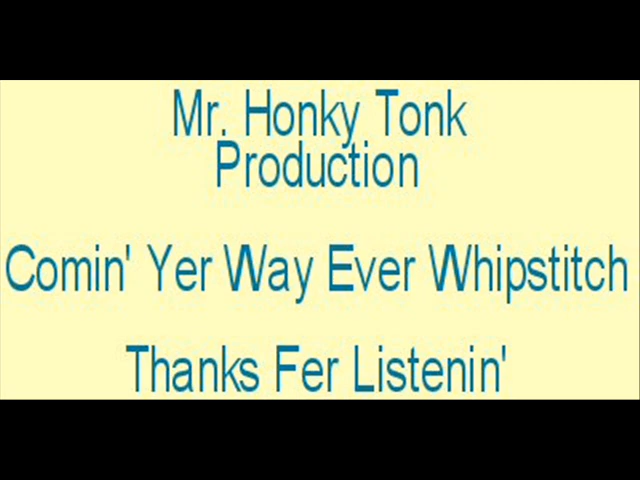 Mr. Honky Tonk
Production
Comin' Yer Way Ever Whipstitch
Thanks Fer Listenin'